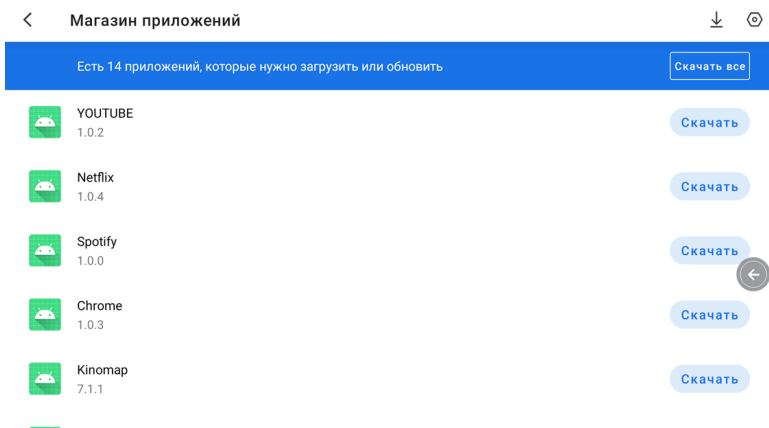 Магазин приложений
Есть 14 приложений, которые нужно загрузить или обновить
Скачать все
YOUTUBE
1.0.2
Скачать
Netflix
1.0.4
Скачать
Spotify
1.0.0
Скачать
Chrome
1.0.3
Скачать
Kinomap
7.1.1
Скачать